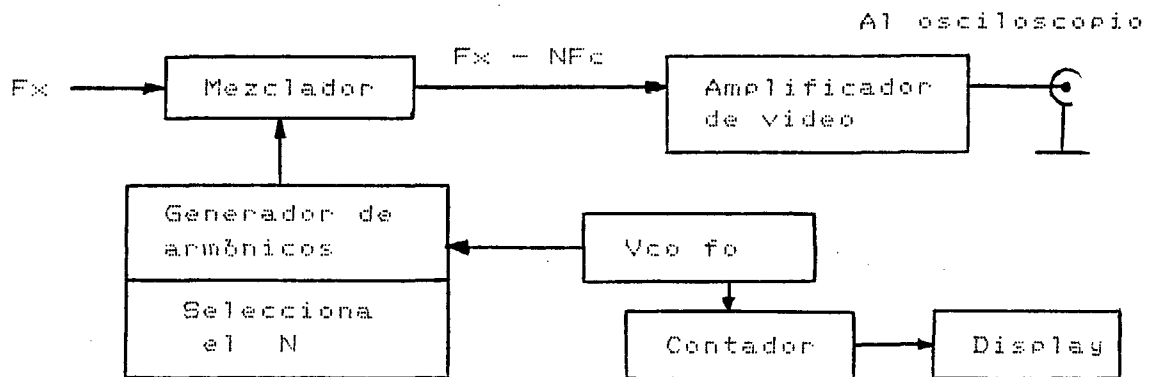 Al osciloscopio
Fx
Mezclador
Fx - NFc
Amplificador
de video
Generador de
armónicos
Selecciona
el N
Vco fo
Contador
Display